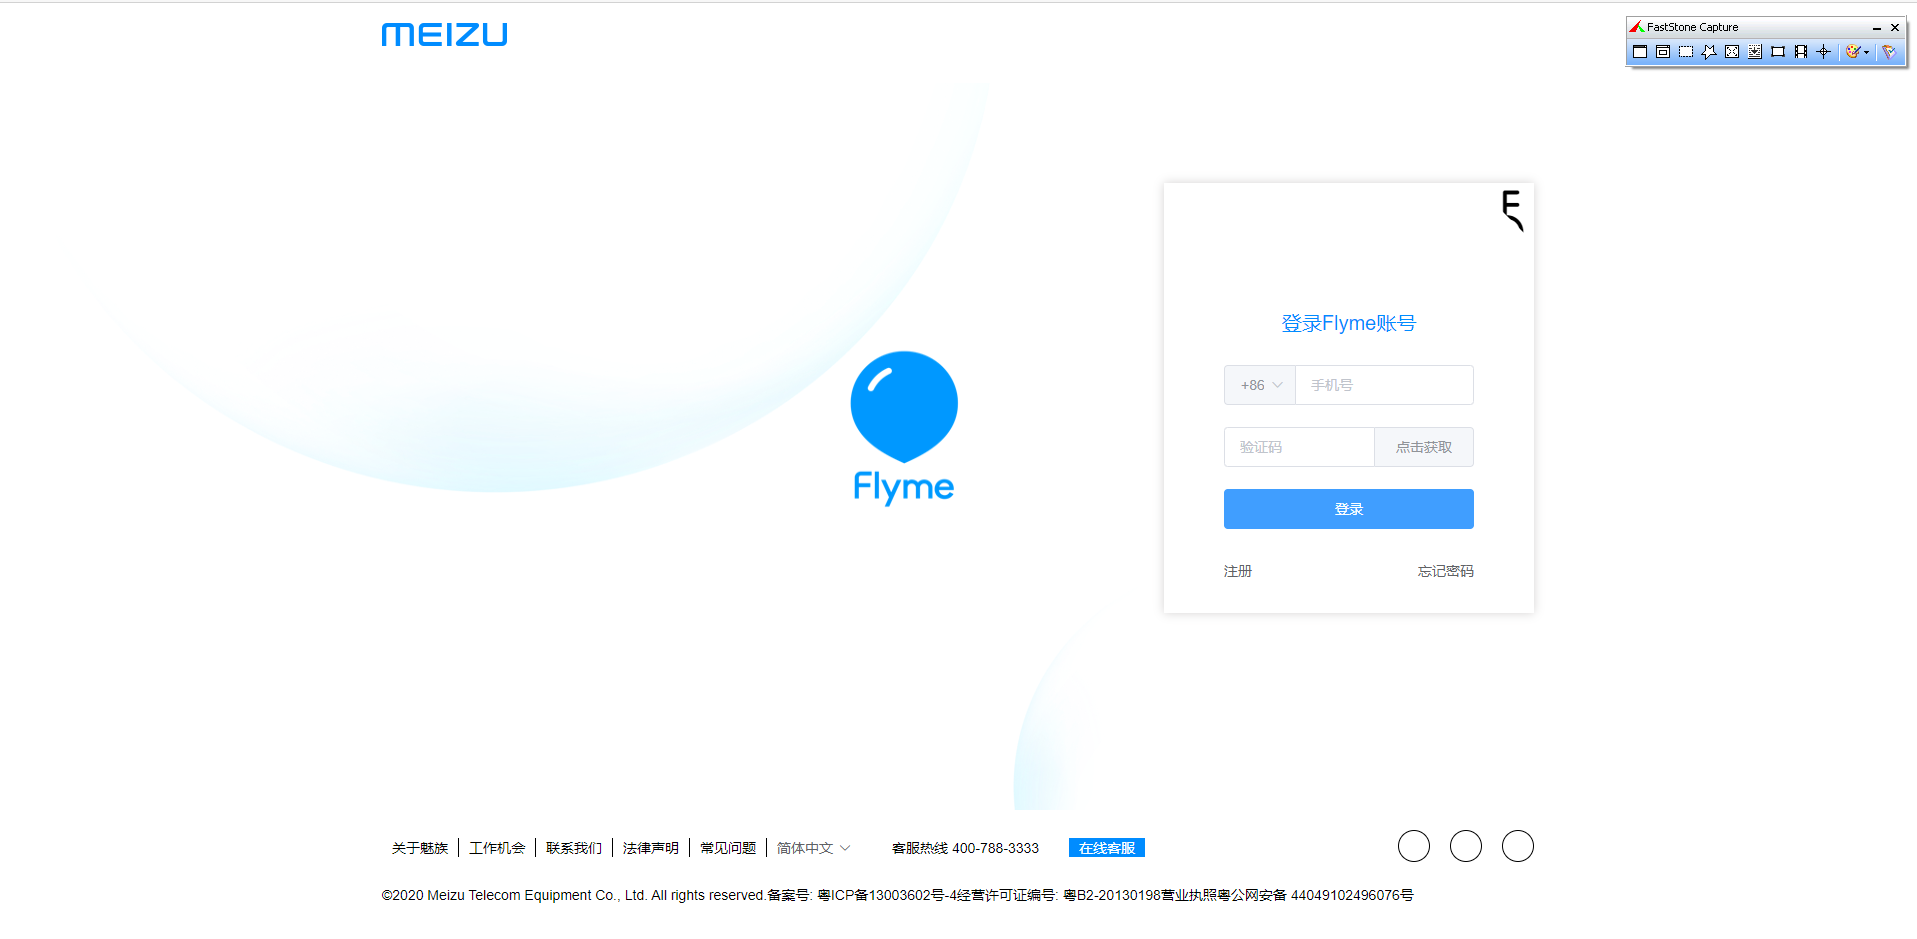 MEIZU
FastStone Capture
登录Flyme账号
+86 手机号
Flyme
验证码 点击获取
登录
注册 忘记密码
关于魅族 工作机会 联系我们 法律声明 常见问题 简体中文 客服热线 400-788-3333 在线客服
©2020 Meizu Telecom Equipment Co., Ltd. All rights reserved.备案号: 粤ICP备13003602号-4经营许可证编号: 粤B2-20130198营业执照粤公网安备 44049102496076号